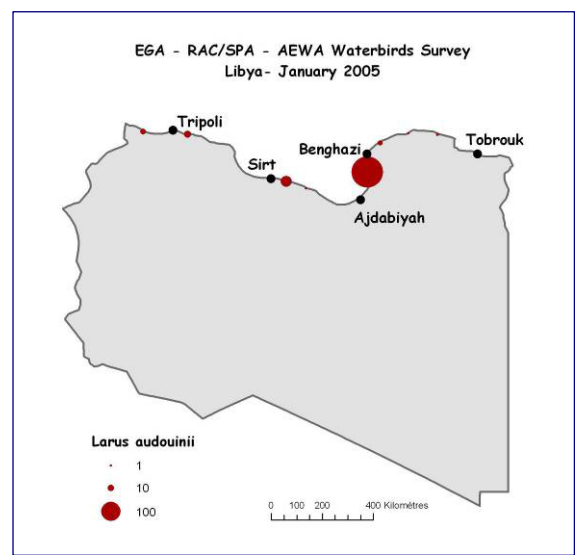 EGA - RAC/SPA - AEWA Waterbirds Survey
Libya- January 2005
Tripoli
Benghazi
Tobrouk
Sirt
Ajdabiyah
Larus audouinii
1
10
100
0 100 200 400 Kilométres